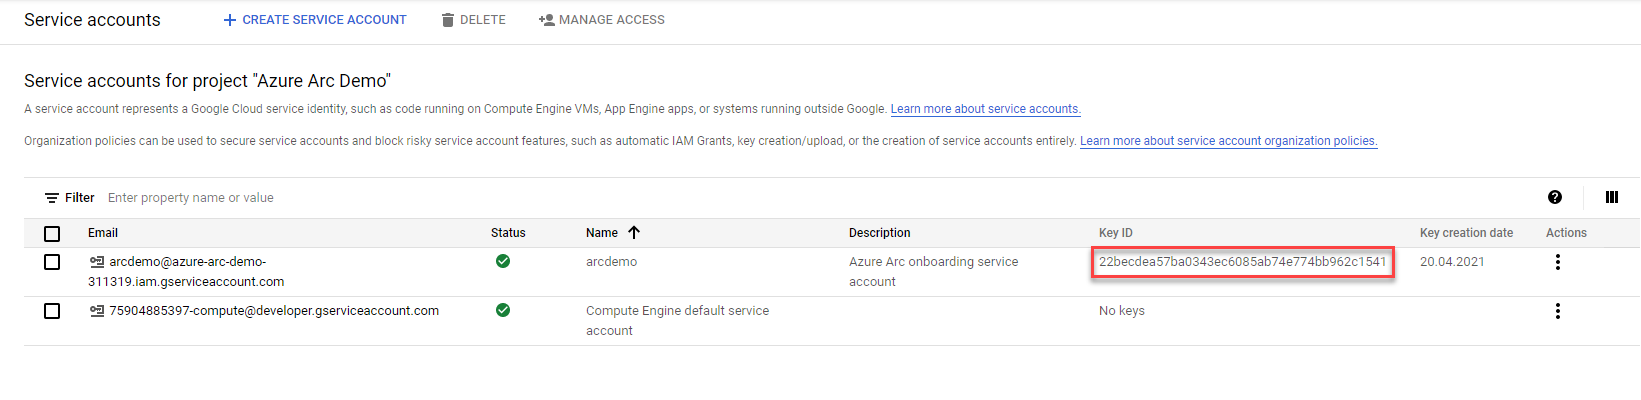 Service accounts
CREATE SERVICE ACCOUNT
DELETE
MANAGE ACCESS
Service accounts for project "Azure Arc Demo"
A service account represents a Google Cloud service identity, such as code running on Compute Engine VMs, App Engine apps, or systems running outside Google. Learn more about service accounts.
Organization policies can be used to secure service accounts and block risky service account features, such as automatic IAM Grants, key creation/upload, or the creation of service accounts entirely. Learn more about service account organization policies.
Filter Enter property name or value
Email Status Name Description Key ID Key creation date Actions
arcdemo@azure-arc-demo- arcdemo Azure Arc onboarding service 22becdea57ba0343ec6085ab74e774bb962c1541 20.04.2021
311319.iam.gserviceaccount.com account
75904885397-compute@developer.gserviceaccount.com Compute Engine default service No keys
account